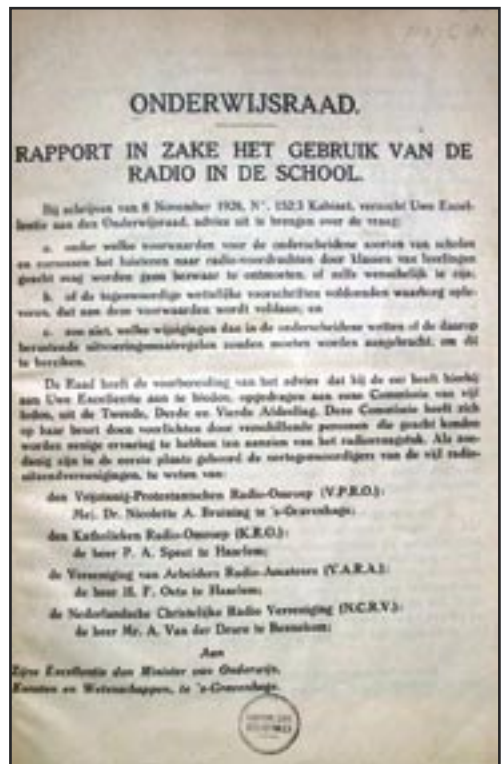 ONDERWIJSRAAD.
RAPPORT IN ZAKE HET GEBRUIK VAN DE
RADIO IN DE SCHOOL.
Bij schrijven van 8 November 1928, N°. 1523 Kabinet, verzocht Uwe Excel-
lentie aan den Onderwijsraad, advies uit te brengen over de vraag:
a. onder welke voorwaarden voor de onderscheidene soorten van scholen
en cursussen het luisteren naar radio-voordrachten door klassen van leerlingen
geacht mag worden geen bezwaar te ontmoeten, of zelfs wenschelijk te zijn;
b. of de tegenwoordige wettelijke voorschriften voldoenden waarborg ople-
veren, dat aan deze voorwaarden wordt voldaan; en
c. zoo niet, welke wijzigingen dan in de onderscheidene wetten of de daarop
berustende uitvoeringsmaatregelen zouden moeten worden aangebracht, om dit
te bereiken.
De Raad heeft de voorbereiding van het advies dat hij de eer heeft hierbij
aan Uwe Excellentie aan te bieden, opgedragen aan eene Commissie van vijf
leden, uit de Tweede, Derde en Vierde Afdeeling. Deze Commissie heeft zich
op haar beurt doen voorlichten door verschillende personen die geacht konden
worden eenige ervaring te hebben ten aanzien van het radiovraagstuk. Als zoo-
danig zijn in de eerste plaats gehoord de vertegenwoordigers van de vijf radio-
uitzendvereenigingen, te weten van:
den Vrijzinnig-Protestantschen Radio-Omroep (V.P.R.O.):
Mej. Dr. Nicolette A. Bruining te 's-Gravenhage;
den Katholieken Radio-Omroep (K.R.O.):
de heer P. A. Speet te Haarlem;
de Vereeniging van Arbeiders Radio-Amateurs (V.A.R.A.):
de heer H. F. te Haarlem;
de Nederlandsche Christelijke Radio Vereeniging (N.C.R.V.):
de heer Mr. A. Van der Deure te Bennekom;
Aan
Zijne Excellentie den Minister van Onderwijs,
Kunsten en Wetenschappen, te 's-Gravenhage.